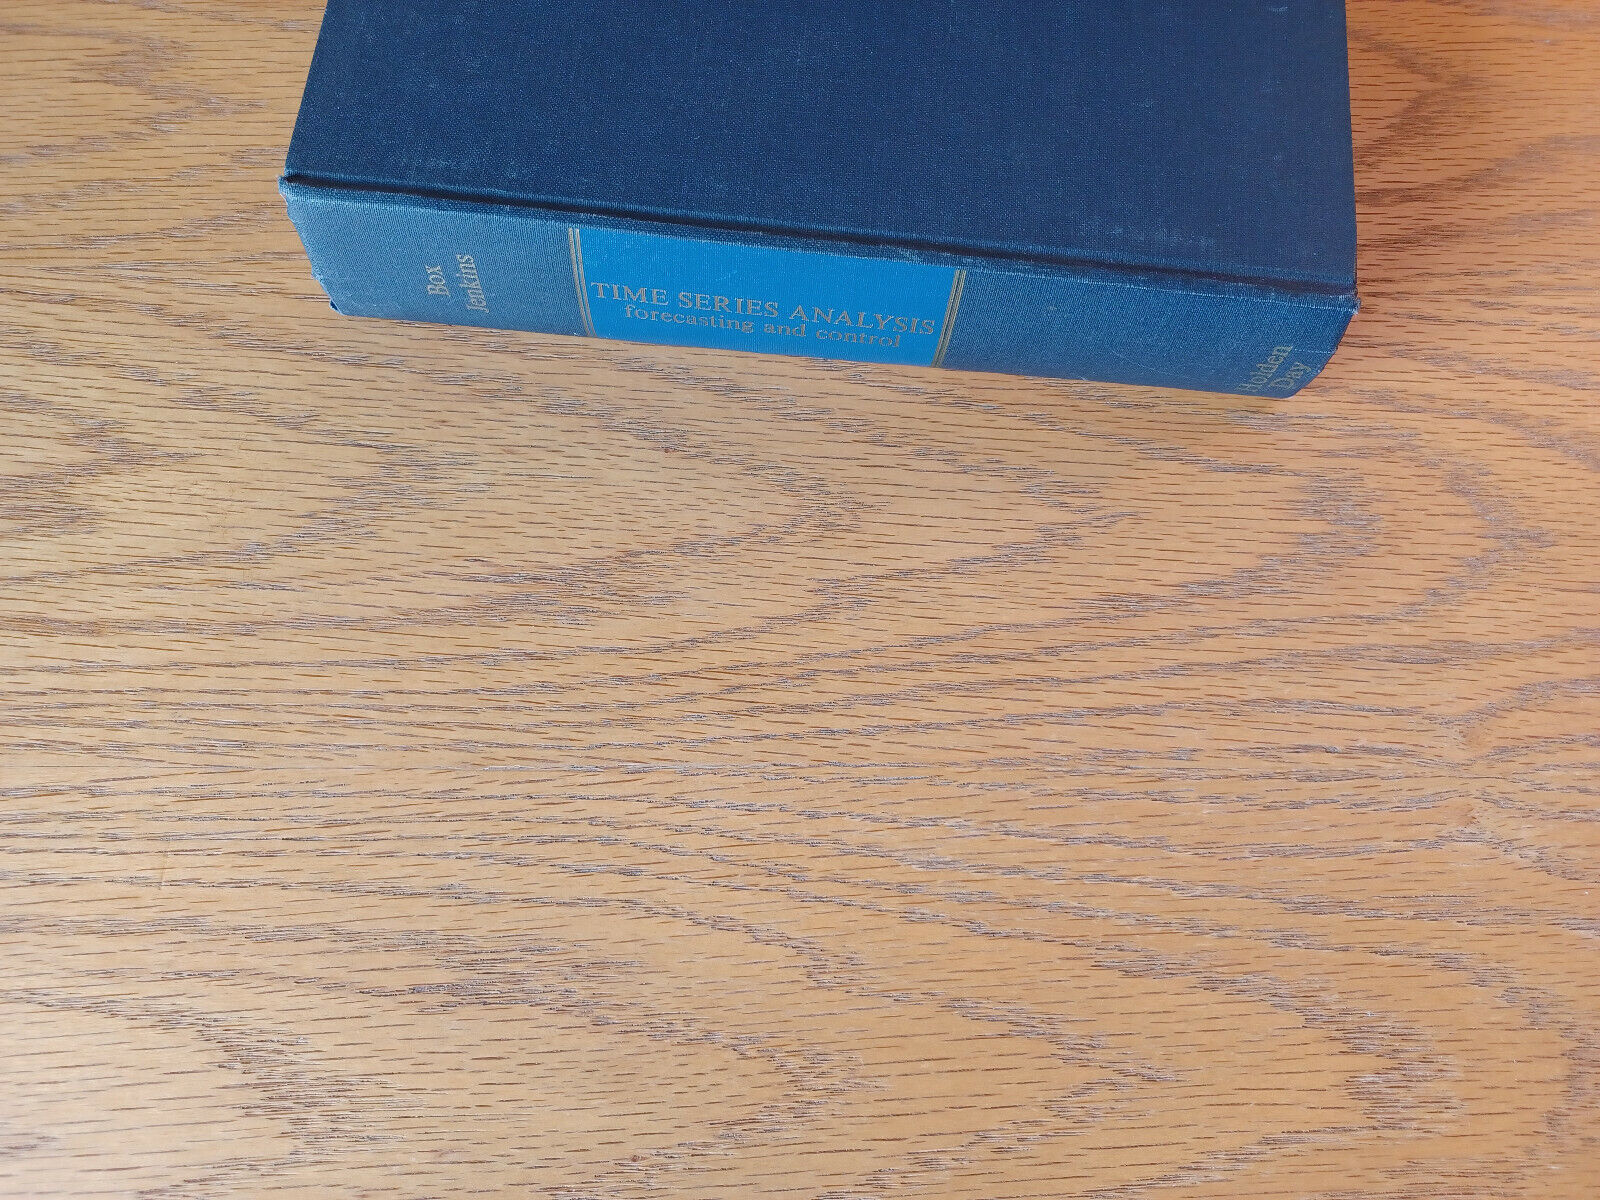 Box
Jenkins
TIME SERIES ANALYSIS
forecasting and control
Holden
Day